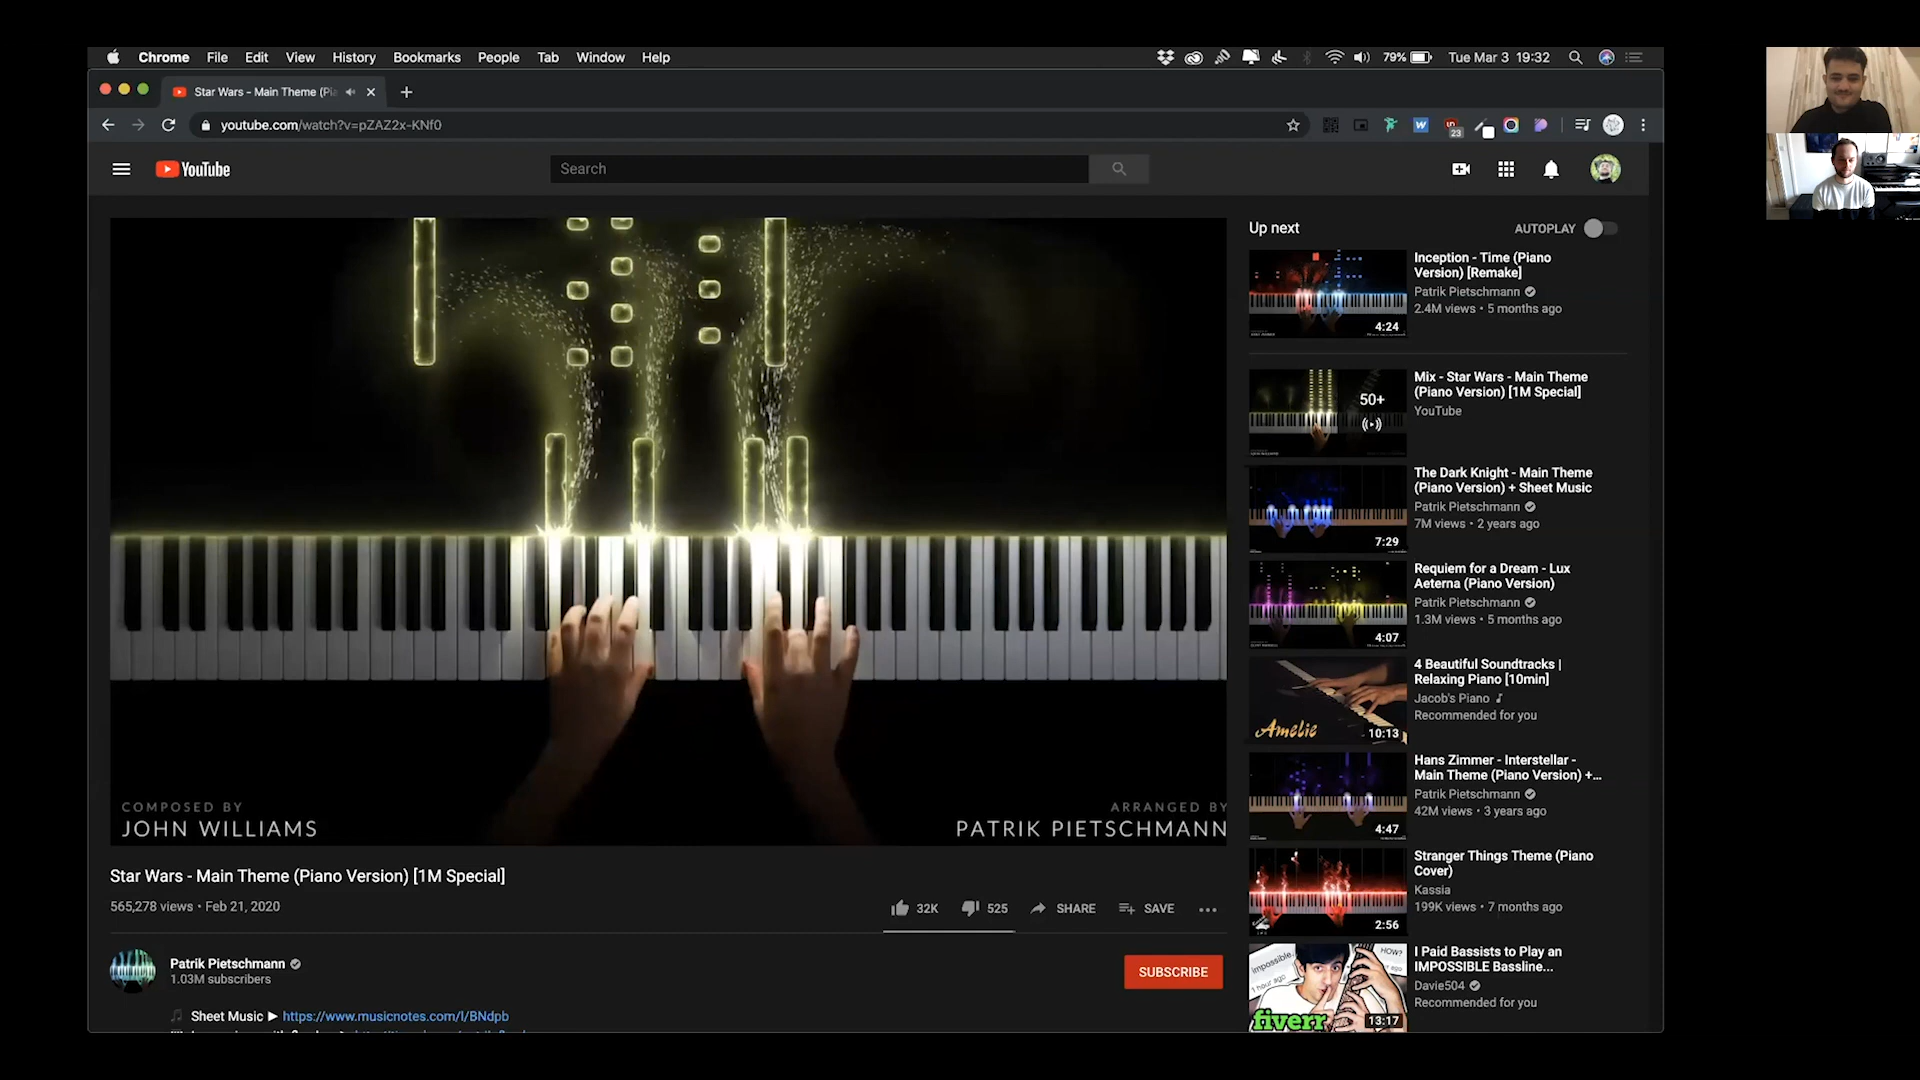 Chrome File Edit View History Bookmarks People Tab Window Help
79% Tue Mar 3 19:32
Star Wars - Main Theme (Pia
youtube.com/watch?v=pZAZ2x-KNf0
23
YouTube
Search
COMPOSED BY
JOHN WILLIAMS
ARRANGED BY
PATRIK PIETSCHMANN
Star Wars - Main Theme (Piano Version) [1M Special]
565,278 views • Feb 21, 2020
32K 525 SHARE SAVE
Patrik Pietschmann
1.03M subscribers
SUBSCRIBE
Sheet Music ► https://www.musicnotes.com/l/BNdpb
Up next
AUTOPLAY
Inception - Time (Piano
Version) [Remake]
Patrik Pietschmann
2.4M views • 5 months ago
4:24
Mix - Star Wars - Main Theme
(Piano Version) [1M Special]
YouTube
50+
The Dark Knight - Main Theme
(Piano Version) + Sheet Music
Patrik Pietschmann
7M views • 2 years ago
7:29
Requiem for a Dream - Lux
Aeterna (Piano Version)
Patrik Pietschmann
1.3M views • 5 months ago
4:07
4 Beautiful Soundtracks |
Relaxing Piano [10min]
Jacob's Piano ♪
Recommended for you
Amelie
10:13
Hans Zimmer - Interstellar -
Main Theme (Piano Version) +...
Patrik Pietschmann
42M views • 3 years ago
4:47
Stranger Things Theme (Piano
Cover)
Kassia
199K views • 7 months ago
2:56
I Paid Bassists to Play an
IMPOSSIBLE Bassline...
Davie504
Recommended for you
impossible
1 hour ago
HOW?
fiverr
13:17